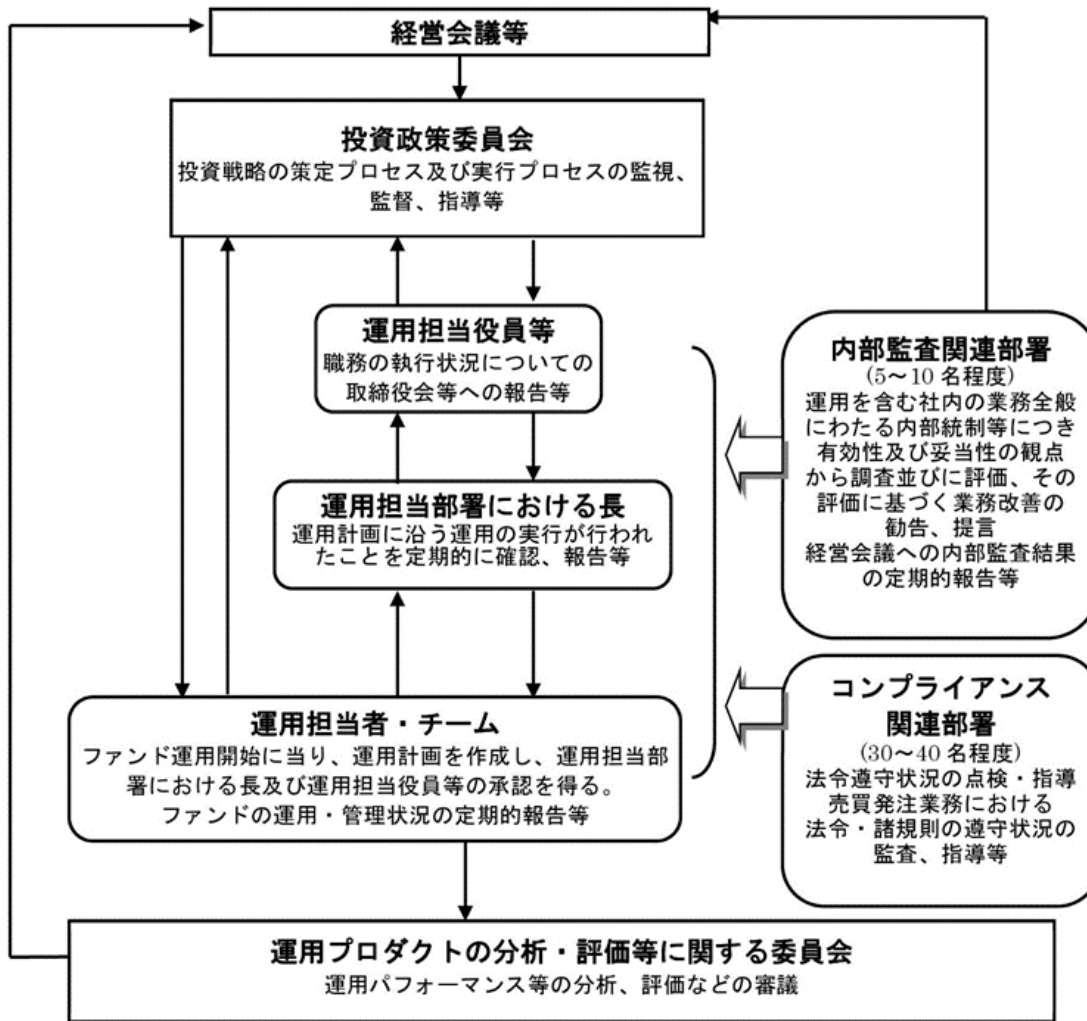 経営会議等
投資政策委員会
投資戦略の策定プロセス及び実行プロセスの監視、
監督、指導等
運用担当役員等
職務の執行状況についての
取締役会等への報告等
運用担当部署における長
運用計画に沿う運用の実行が行われ
たことを定期的に確認、報告等
運用担当者・チーム
ファンド運用開始に当り、運用計画を作成し、運用担当部
署における長及び運用担当役員等の承認を得る。
ファンドの運用・管理状況の定期的報告等
内部監査関連部署
(5～10 名程度)
運用を含む社内の業務全般
にわたる内部統制等につき
有効性及び妥当性の観点
から調査並びに評価、その
評価に基づく業務改善の
勧告、提言
経営会議への内部監査結果
の定期的報告等
コンプライアンス
関連部署
(30～40 名程度)
法令遵守状況の点検・指導
売買発注業務における
法令・諸規則の遵守状況の
監査、指導等
運用プロダクトの分析・評価等に関する委員会
運用パフォーマンス等の分析、評価などの審議